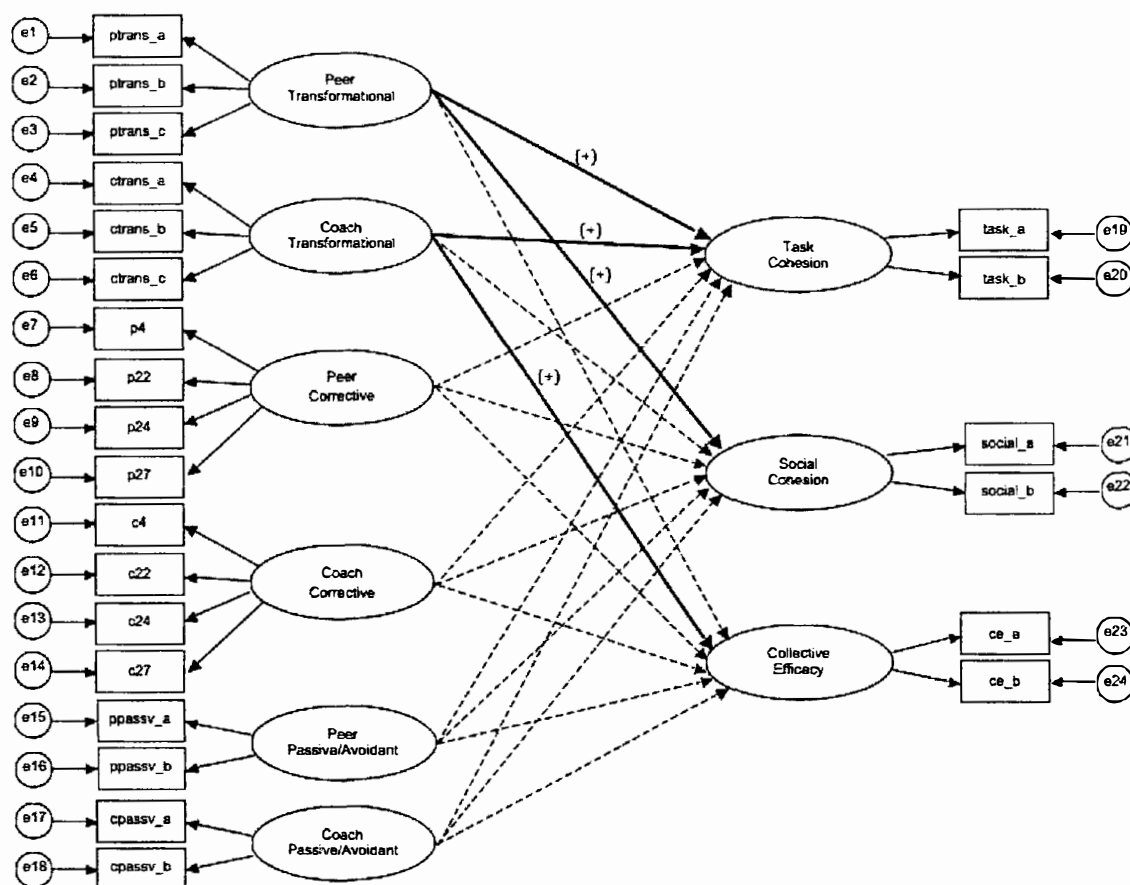 e1
ptrans_a
e2
ptrans_b
e3
ptrans_c
e4
ctrans_a
e5
ctrans_b
e6
ctrans_c
e7
p4
e8
p22
e9
p24
e10
p27
e11
c4
e12
c22
e13
c24
e14
c27
e15
ppassv_a
e16
ppassv_b
e17
cpassv_a
e18
cpassv_b
Peer
Transformational
Coach
Transformational
Peer
Corrective
Coach
Corrective
Peer
Passiva/Avoidant
Coach
Passive/Avoidant
(+)
(+)
(+)
(+)
Task
Cohesion
Social
Cohesion
Collective
Efficacy
task_a
e19
task_b
e20
social_a
e21
social_b
e22
ce_a
e23
ce_b
e24